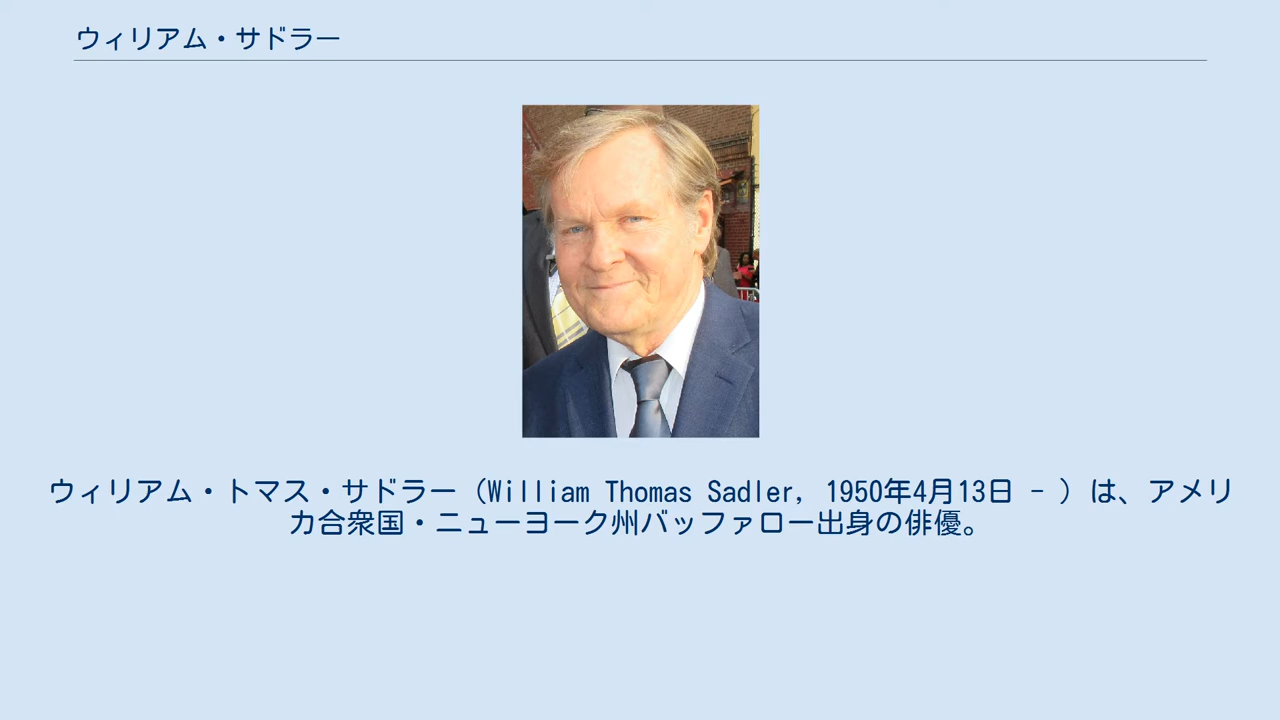 ウィリアム・サドラー
ウィリアム・トマス・サドラー（William Thomas Sadler, 1950年4月13日 - ）は、アメリ
カ合衆国・ニューヨーク州バッファロー出身の俳優。